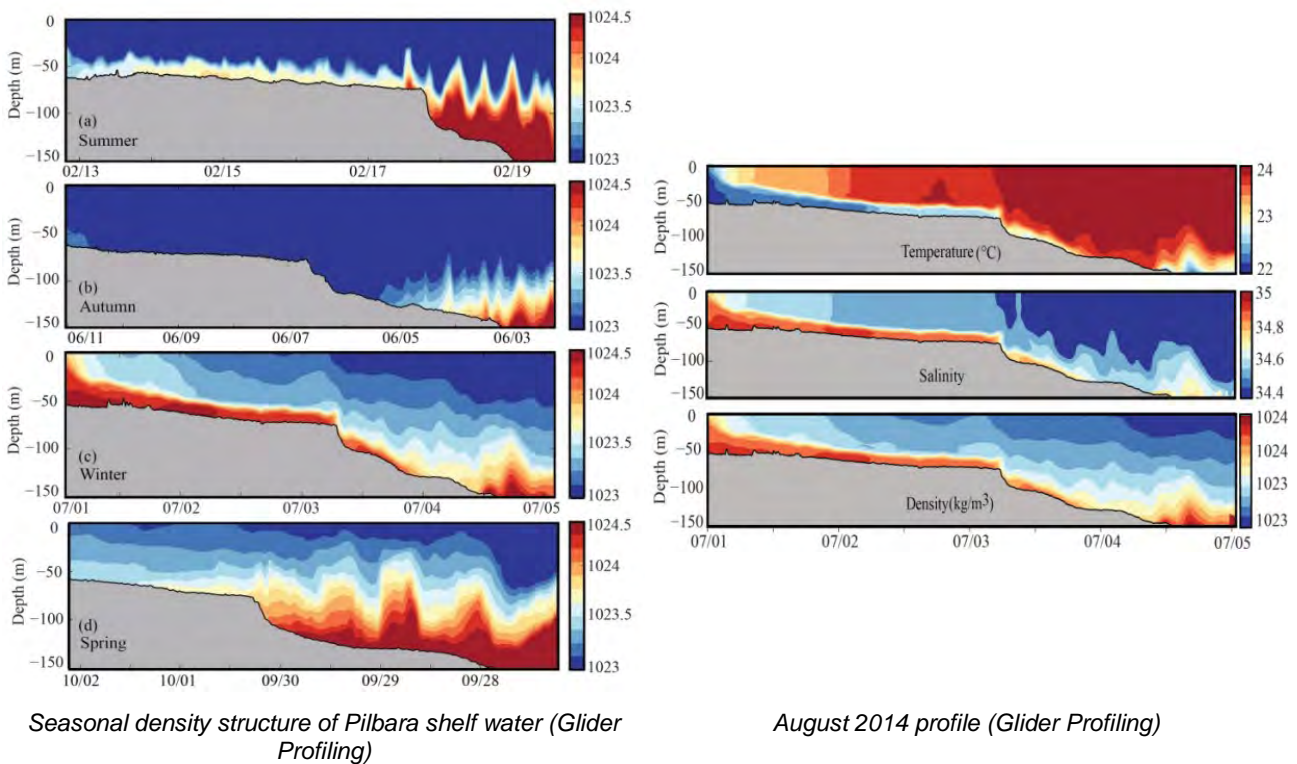 0
−50
−100
−150
Depth (m)
(a)
Summer
02/13 02/15 02/17 02/19
1024.5
1024
1023.5
1023
0
−50
−100
−150
Depth (m)
(b)
Autumn
06/11 06/09 06/07 06/05 06/03
1024.5
1024
1023.5
1023
0
−50
−100
−150
Depth (m)
(c)
Winter
07/01 07/02 07/03 07/04 07/05
1024.5
1024
1023.5
1023
0
−50
−100
−150
Depth (m)
(d)
Spring
10/02 10/01 09/30 09/29 09/28
1024.5
1024
1023.5
1023
Seasonal density structure of Pilbara shelf water (Glider
Profiling)
0
−50
−100
−150
Depth (m)
Temperature (°C)
24
23
22
0
−50
−100
−150
Depth (m)
Salinity
35
34.8
34.6
34.4
0
−50
−100
−150
Depth (m)
Density(kg/m³)
1024
1024
1023
1023
07/01 07/02 07/03 07/04 07/05
August 2014 profile (Glider Profiling)